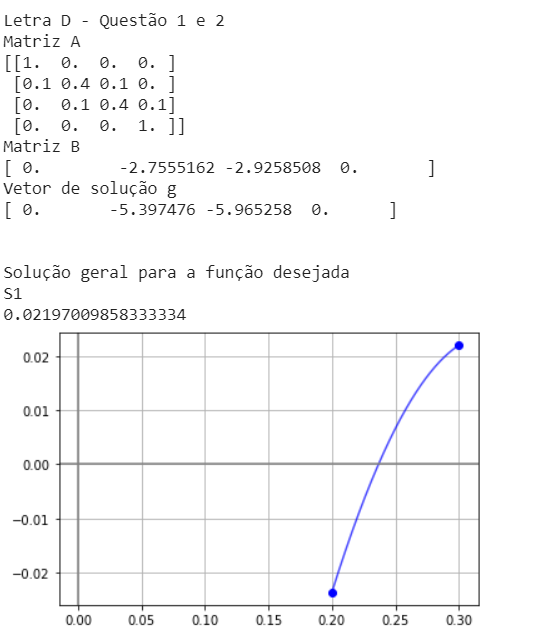 Letra D - Questão 1 e 2
Matriz A
[[1.  0.  0.  0. ]
 [0.1 0.4 0.1 0. ]
 [0.  0.1 0.4 0.1]
 [0.  0.  0.  1. ]]
Matriz B
[ 0.        -2.7555162 -2.9258508  0.       ]
Vetor de solução g
[ 0.       -5.397476 -5.965258  0.      ]
Solução geral para a função desejada
S1
0.02197009858333334
0.02
0.01
0.00
−0.01
−0.02
0.00 0.05 0.10 0.15 0.20 0.25 0.30